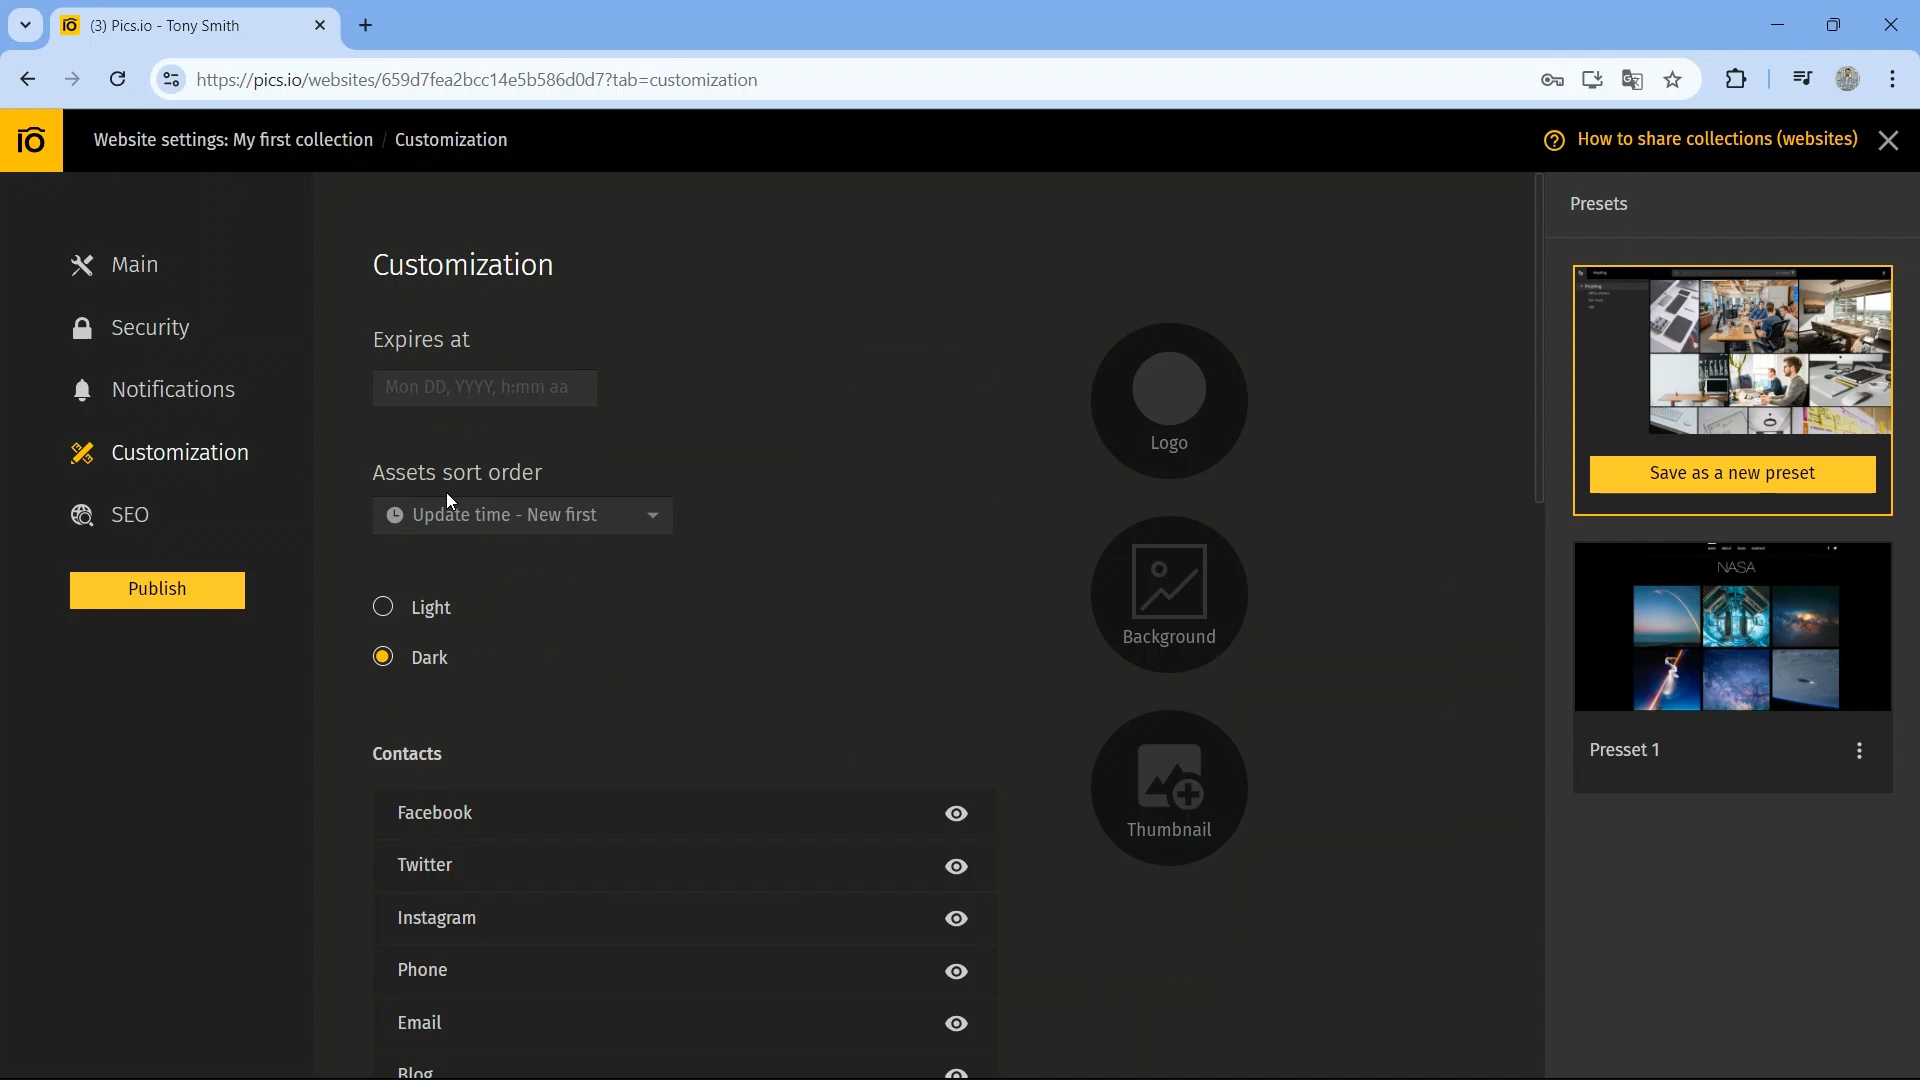 (3) Pics.io - Tony Smith
https://pics.io/websites/659d7fea2bcc14e5b586d0d7?tab=customization
Website settings: My first collection / Customization
How to share collections (websites)
Main
Security
Notifications
Customization
SEO
Publish
Customization
Expires at
Mon DD, YYYY, h:mm aa
Assets sort order
Update time - New first
Light
Dark
Contacts
Facebook
Twitter
Instagram
Phone
Email
Blog
Logo
Background
Thumbnail
Presets
Save as a new preset
NASA
Presset 1